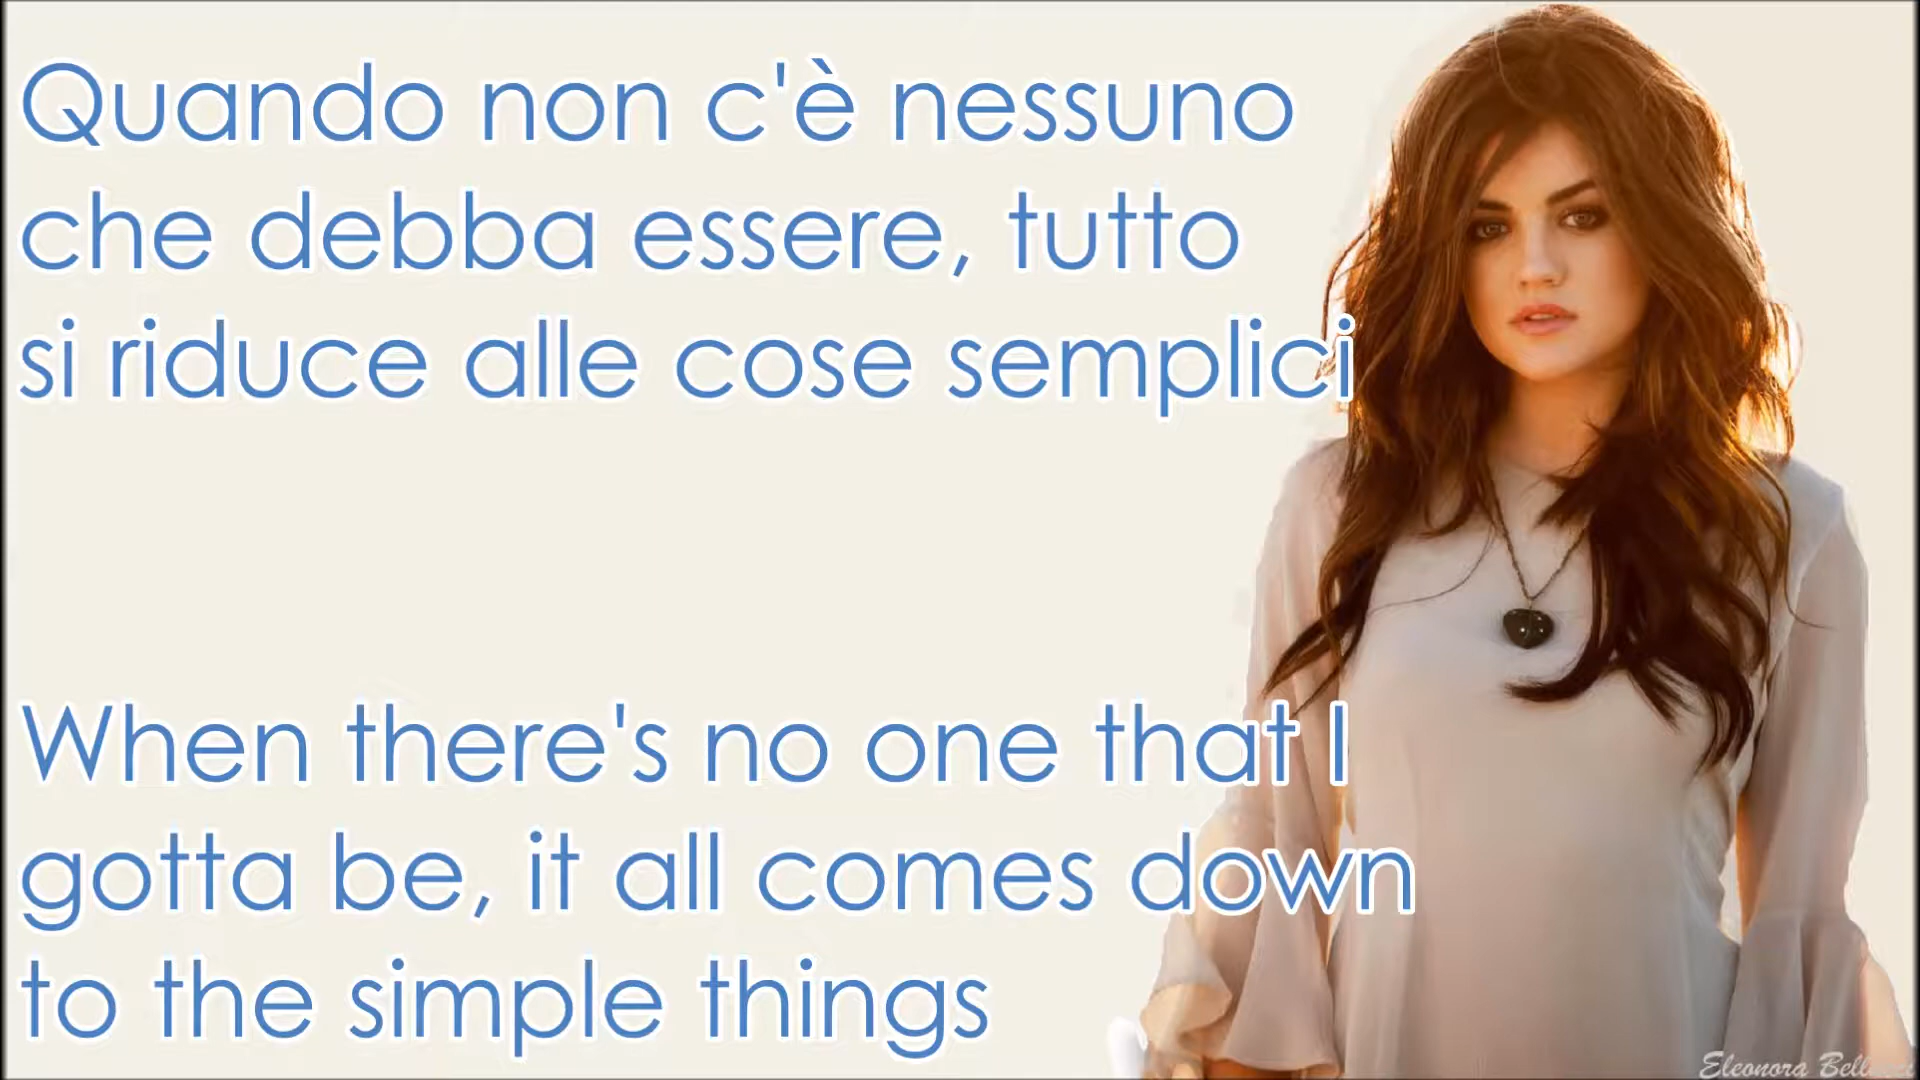 Quando non c'è nessuno
che debba essere, tutto
si riduce alle cose semplici
When there's no one that I
gotta be, it all comes down
to the simple things
Eleonora